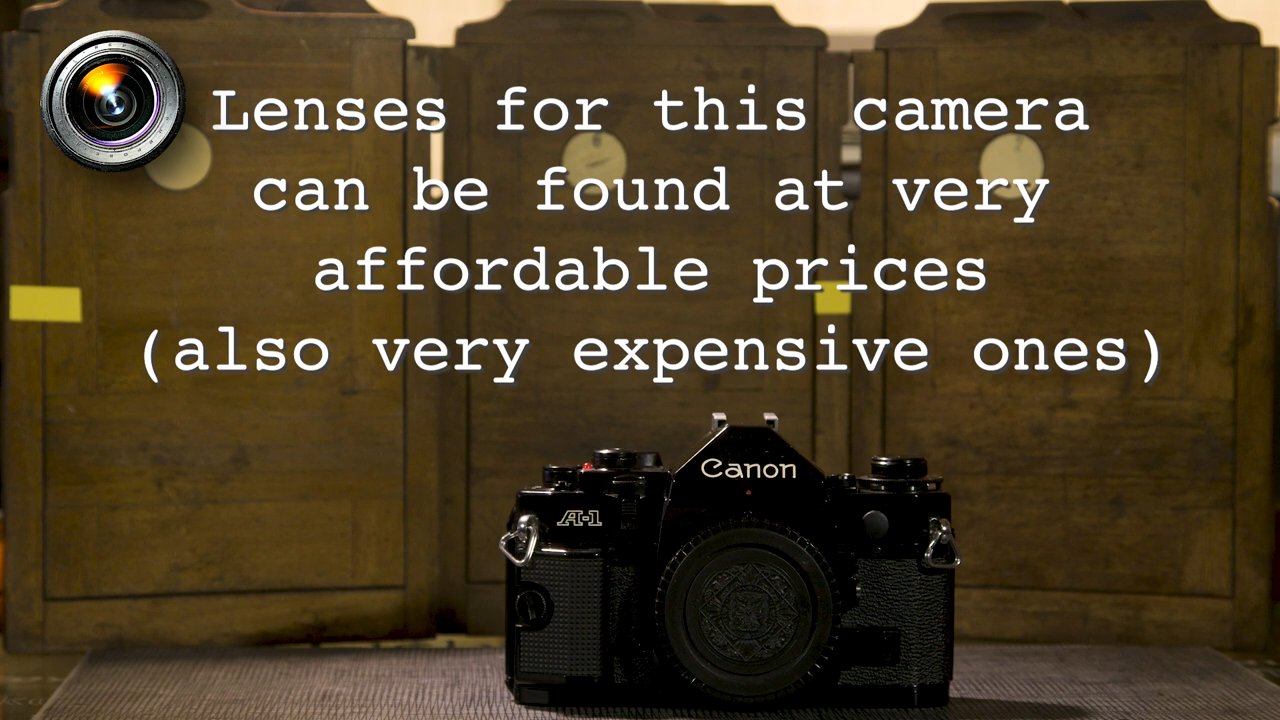 Lenses for this camera
can be found at very
affordable prices
(also very expensive ones)
Canon
A-1